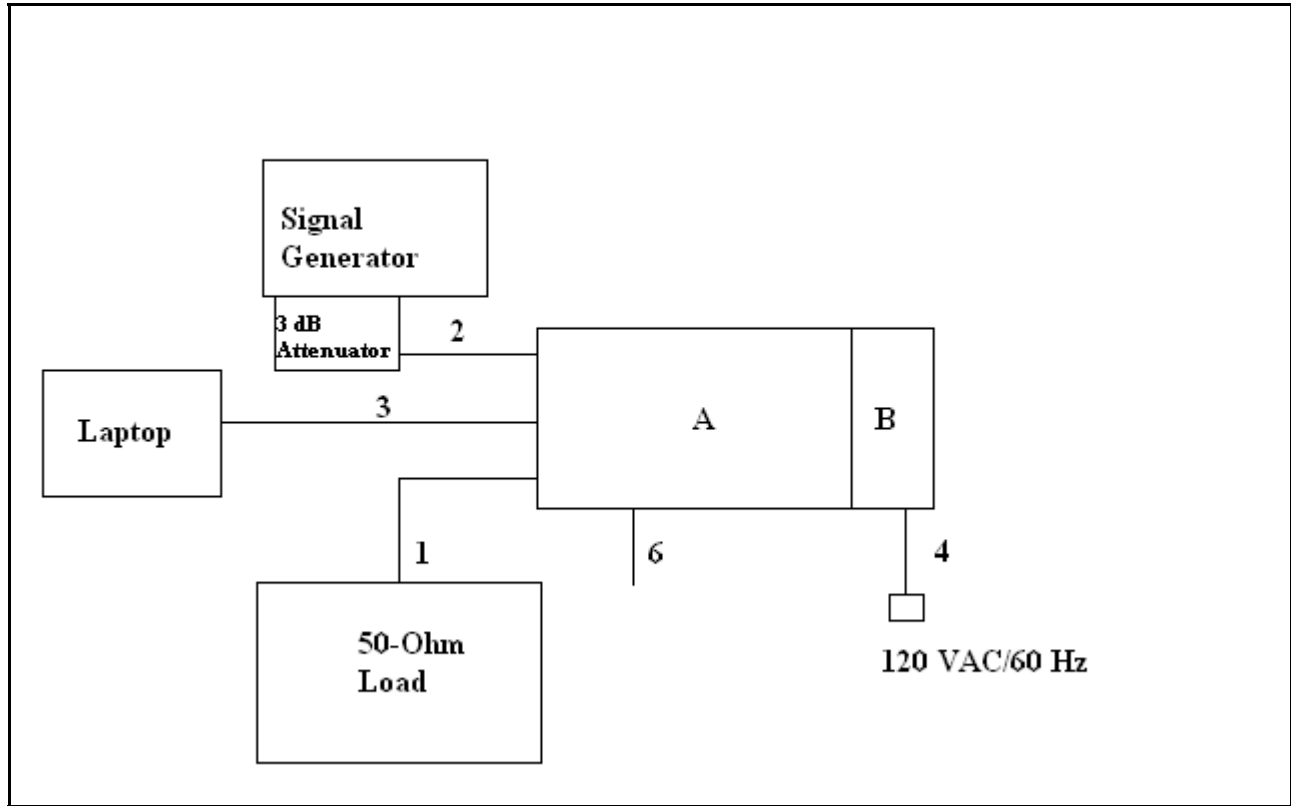 Signal
Generator
3 dB
Attenuator
2
3
Laptop
A
B
1
6
4
50-Ohm
Load
120 VAC/60 Hz